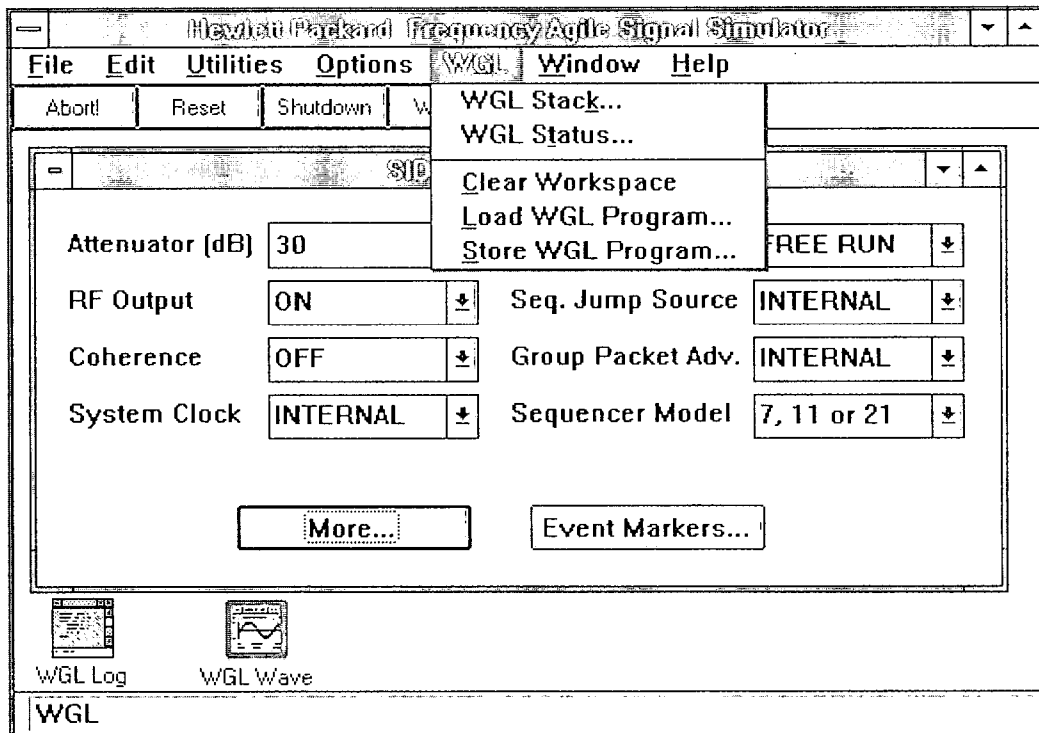 Hewlett Packard Frequency Agile Signal Simulator
File Edit Utilities Options WGL Window Help
Abort! Reset Shutdown
WGL Stack...
WGL Status...
Clear Workspace
Load WGL Program...
Store WGL Program...
Attenuator (dB) 30 FREE RUN
RF Output ON Seq. Jump Source INTERNAL
Coherence OFF Group Packet Adv. INTERNAL
System Clock INTERNAL Sequencer Model 7, 11 or 21
More... Event Markers...
WGL Log WGL Wave
WGL